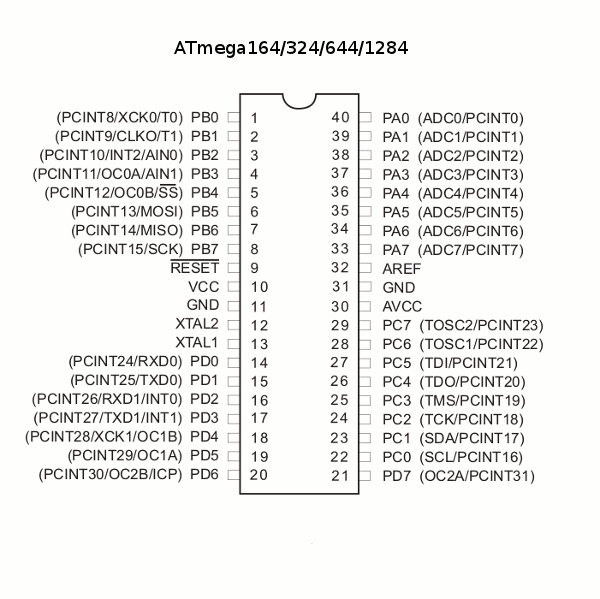 ATmega164/324/644/1284
(PCINT8/XCK0/T0) PB0 1 40 PA0 (ADC0/PCINT0)
(PCINT9/CLKO/T1) PB1 2 39 PA1 (ADC1/PCINT1)
(PCINT10/INT2/AIN0) PB2 3 38 PA2 (ADC2/PCINT2)
(PCINT11/OC0A/AIN1) PB3 4 37 PA3 (ADC3/PCINT3)
(PCINT12/OC0B/SS) PB4 5 36 PA4 (ADC4/PCINT4)
(PCINT13/MOSI) PB5 6 35 PA5 (ADC5/PCINT5)
(PCINT14/MISO) PB6 7 34 PA6 (ADC6/PCINT6)
(PCINT15/SCK) PB7 8 33 PA7 (ADC7/PCINT7)
RESET 9 32 AREF
VCC 10 31 GND
GND 11 30 AVCC
XTAL2 12 29 PC7 (TOSC2/PCINT23)
XTAL1 13 28 PC6 (TOSC1/PCINT22)
(PCINT24/RXD0) PD0 14 27 PC5 (TDI/PCINT21)
(PCINT25/TXD0) PD1 15 26 PC4 (TDO/PCINT20)
(PCINT26/RXD1/INT0) PD2 16 25 PC3 (TMS/PCINT19)
(PCINT27/TXD1/INT1) PD3 17 24 PC2 (TCK/PCINT18)
(PCINT28/XCK1/OC1B) PD4 18 23 PC1 (SDA/PCINT17)
(PCINT29/OC1A) PD5 19 22 PC0 (SCL/PCINT16)
(PCINT30/OC2B/ICP) PD6 20 21 PD7 (OC2A/PCINT31)